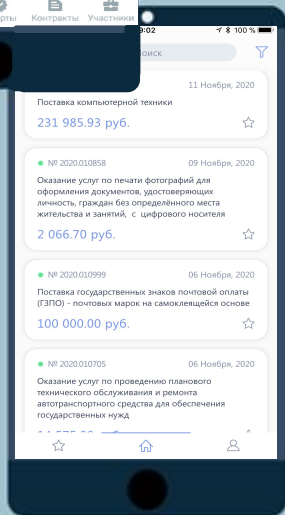 Контракты Участники
9:02 100 %
11 Ноября, 2020
Поставка компьютерной техники
231 985.93 руб.
№ 2020.010858 09 Ноября, 2020
Оказание услуг по печати фотографий для
оформления документов, удостоверяющих
личность, граждан без определённого места
жительства и занятий, с цифрового носителя
2 066.70 руб.
№ 2020.010999 06 Ноября, 2020
Поставка государственных знаков почтовой оплаты
(ГЗПО) - почтовых марок на самоклеящейся основе
100 000.00 руб.
№ 2020.010705 06 Ноября, 2020
Оказание услуг по проведению планового
технического обслуживания и ремонта
автотранспортного средства для обеспечения
государственных нужд